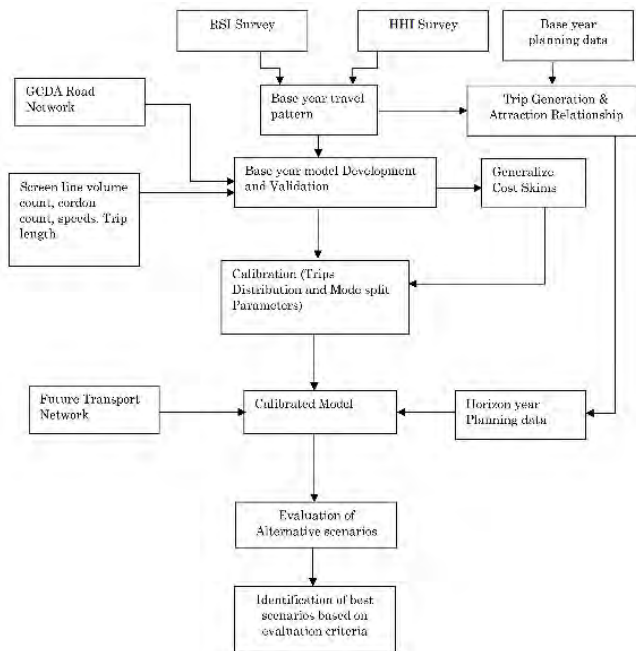 RSI Survey
HHI Survey
Base year
planning data
GCDA Road
Network
Base year travel
pattern
Trip Generation &
Attraction Relationship
Base year model Development
and Validation
Generalize
Cost Skims
Screen line volume
count, cordon
count, speeds. Trip
length
Calibration (Trips
Distribution and Mode split
Parameters)
Future Transport
Network
Calibrated Model
Horizon year
Planning data
Evaluation of
Alternative scenarios
Identification of best
scenarios based on
evaluation criteria